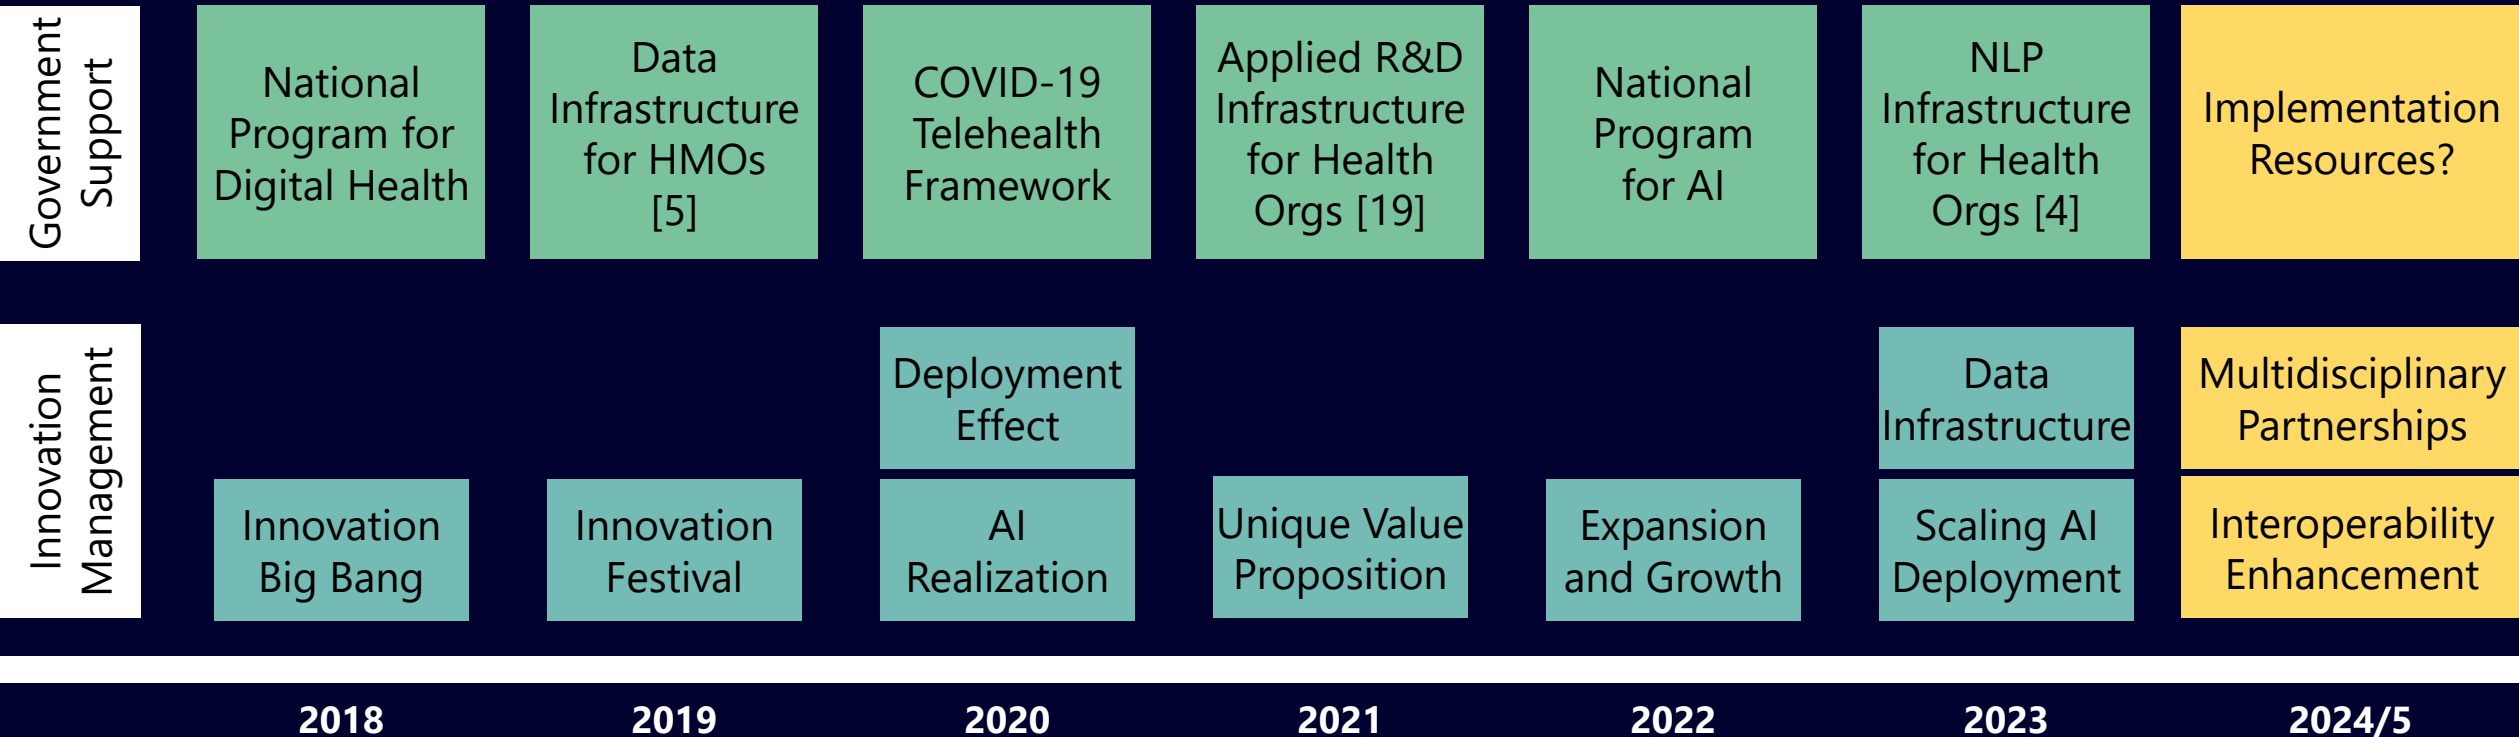 Government
Support
National
Program for
Digital Health
Data
Infrastructure
for HMOs
[5]
COVID-19
Telehealth
Framework
Applied R&D
Infrastructure
for Health
Orgs [19]
National
Program
for AI
NLP
Infrastructure
for Health
Orgs [4]
Implementation
Resources?
Innovation
Management
Deployment
Effect
Data
Infrastructure
Multidisciplinary
Partnerships
Innovation
Big Bang
Innovation
Festival
AI
Realization
Unique Value
Proposition
Expansion
and Growth
Scaling AI
Deployment
Interoperability
Enhancement
2018
2019
2020
2021
2022
2023
2024/5